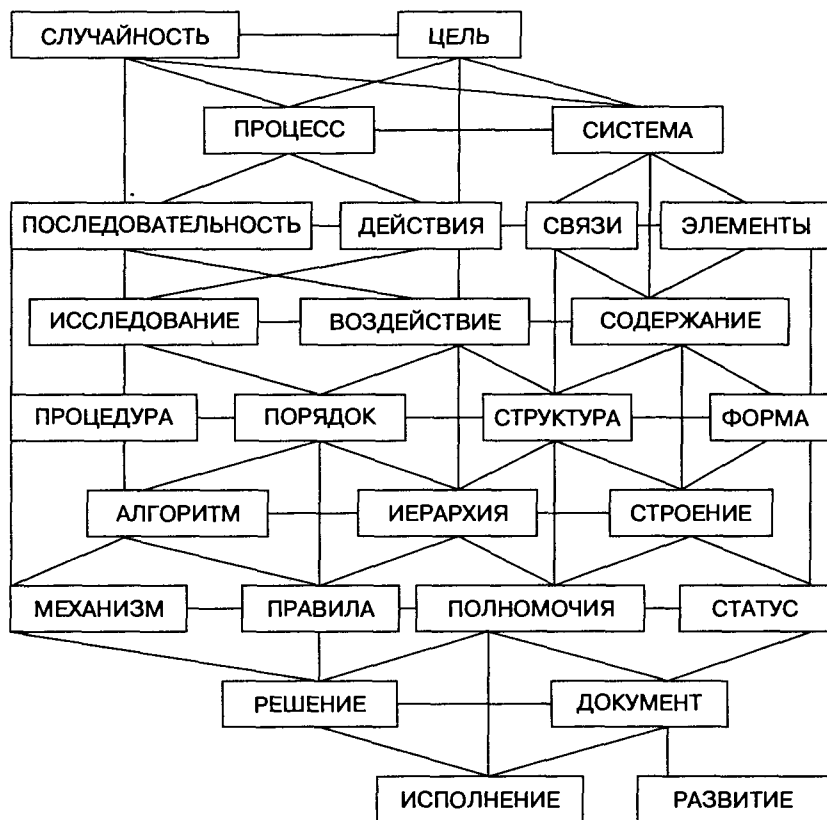 СЛУЧАЙНОСТЬ ЦЕЛЬ
ПРОЦЕСС СИСТЕМА
ПОСЛЕДОВАТЕЛЬНОСТЬ ДЕЙСТВИЯ СВЯЗИ ЭЛЕМЕНТЫ
ИССЛЕДОВАНИЕ ВОЗДЕЙСТВИЕ СОДЕРЖАНИЕ
ПРОЦЕДУРА ПОРЯДОК СТРУКТУРА ФОРМА
АЛГОРИТМ ИЕРАРХИЯ СТРОЕНИЕ
МЕХАНИЗМ ПРАВИЛА ПОЛНОМОЧИЯ СТАТУС
РЕШЕНИЕ ДОКУМЕНТ
ИСПОЛНЕНИЕ РАЗВИТИЕ